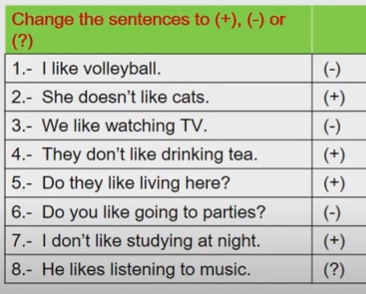 Change the sentences to (+), (-) or
(?)
1.- I like volleyball. (-)
2.- She doesn't like cats. (+)
3.- We like watching TV. (-)
4.- They don't like drinking tea. (+)
5.- Do they like living here? (+)
6.- Do you like going to parties? (-)
7.- I don't like studying at night. (+)
8.- He likes listening to music. (?)